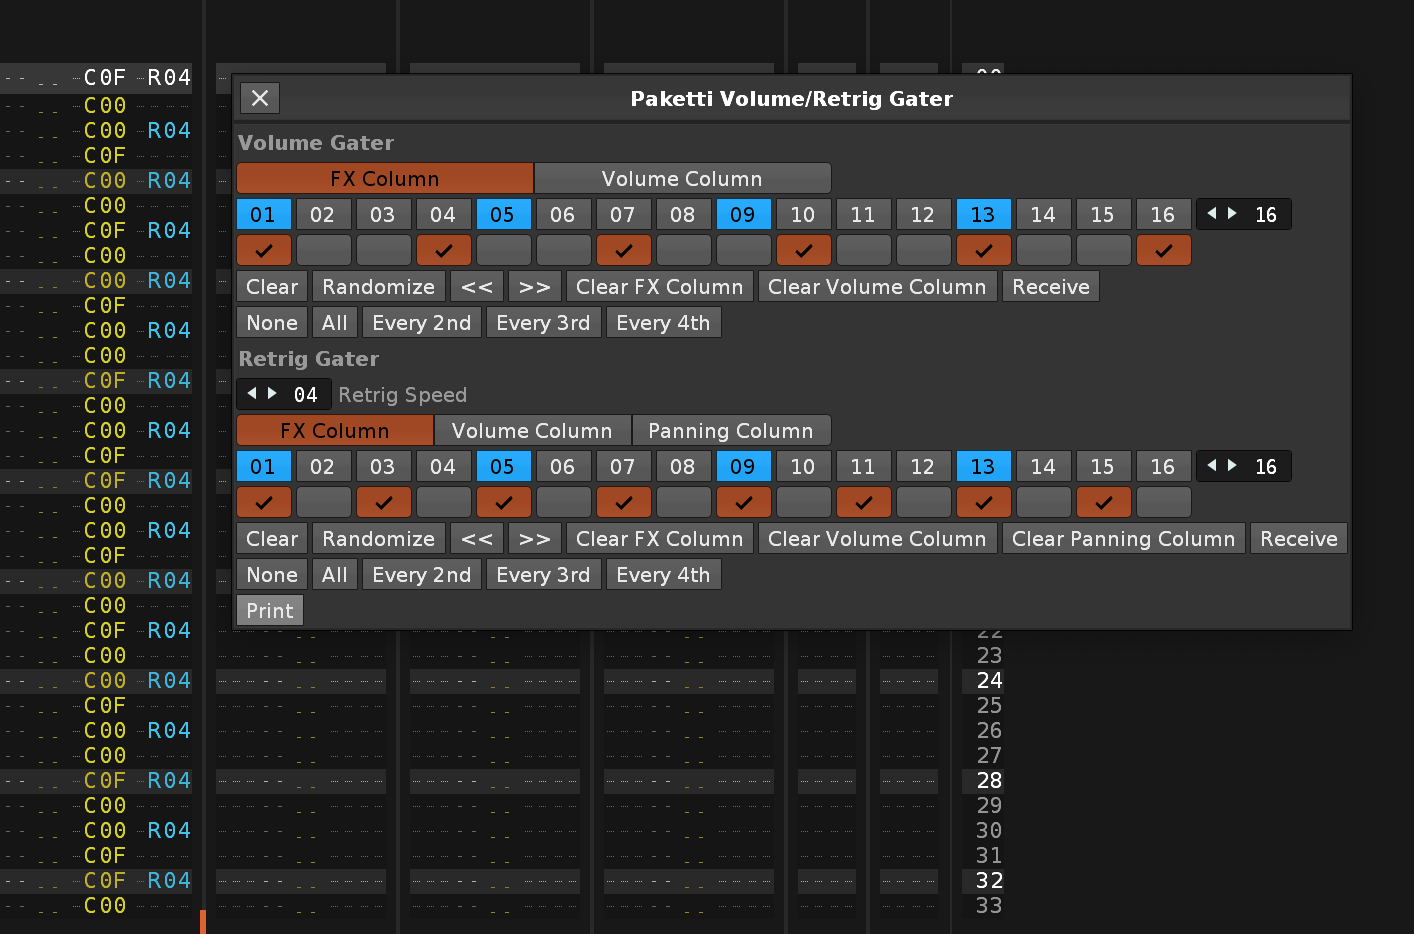 C0F R04
00
Paketti Volume/Retrig Gater
C00
C00 R04
Volume Gater
C0F
C00 R04
FX Column Volume Column
C00
01 02 03 04 05 06 07 08 09 10 11 12 13 14 15 16 16
C0F R04
C00
C00 R04
Clear Randomize << >> Clear FX Column Clear Volume Column Receive
C0F
None All Every 2nd Every 3rd Every 4th
C00 R04
C00
Retrig Gater
C0F R04
04 Retrig Speed
C00
C00 R04
FX Column Volume Column Panning Column
C0F
01 02 03 04 05 06 07 08 09 10 11 12 13 14 15 16 16
C0F R04
C00
C00 R04
Clear Randomize << >> Clear FX Column Clear Volume Column Clear Panning Column Receive
C0F
None All Every 2nd Every 3rd Every 4th
C00 R04
C00
Print
C0F R04 22
C00 23
C00 R04 24
C0F 25
C00 R04 26
C00 27
C0F R04 28
C00 29
C00 R04 30
C0F 31
C0F R04 32
C00 33